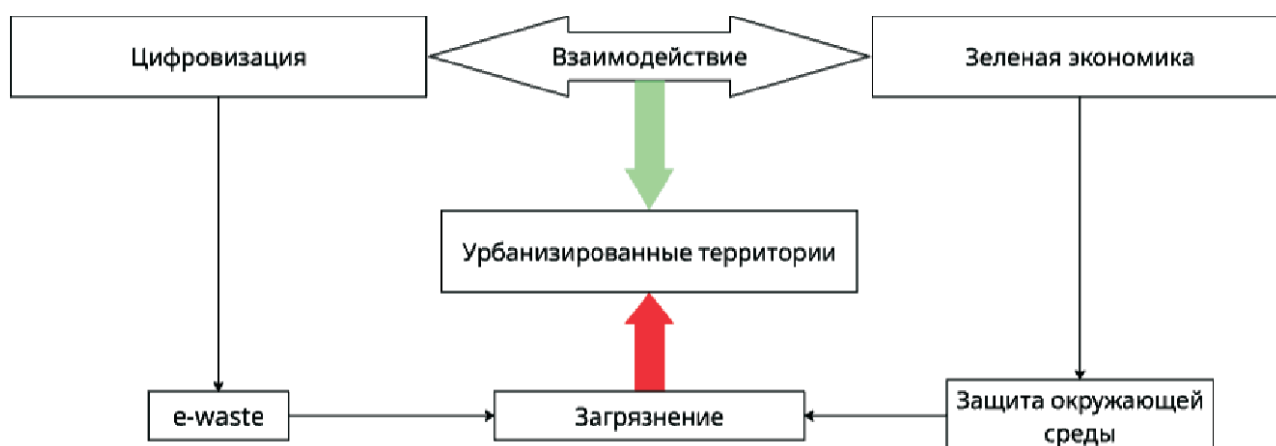 Цифровизация
Взаимодействие
Зеленая экономика
Урбанизированные территории
e-waste
Загрязнение
Защита окружающей
среды